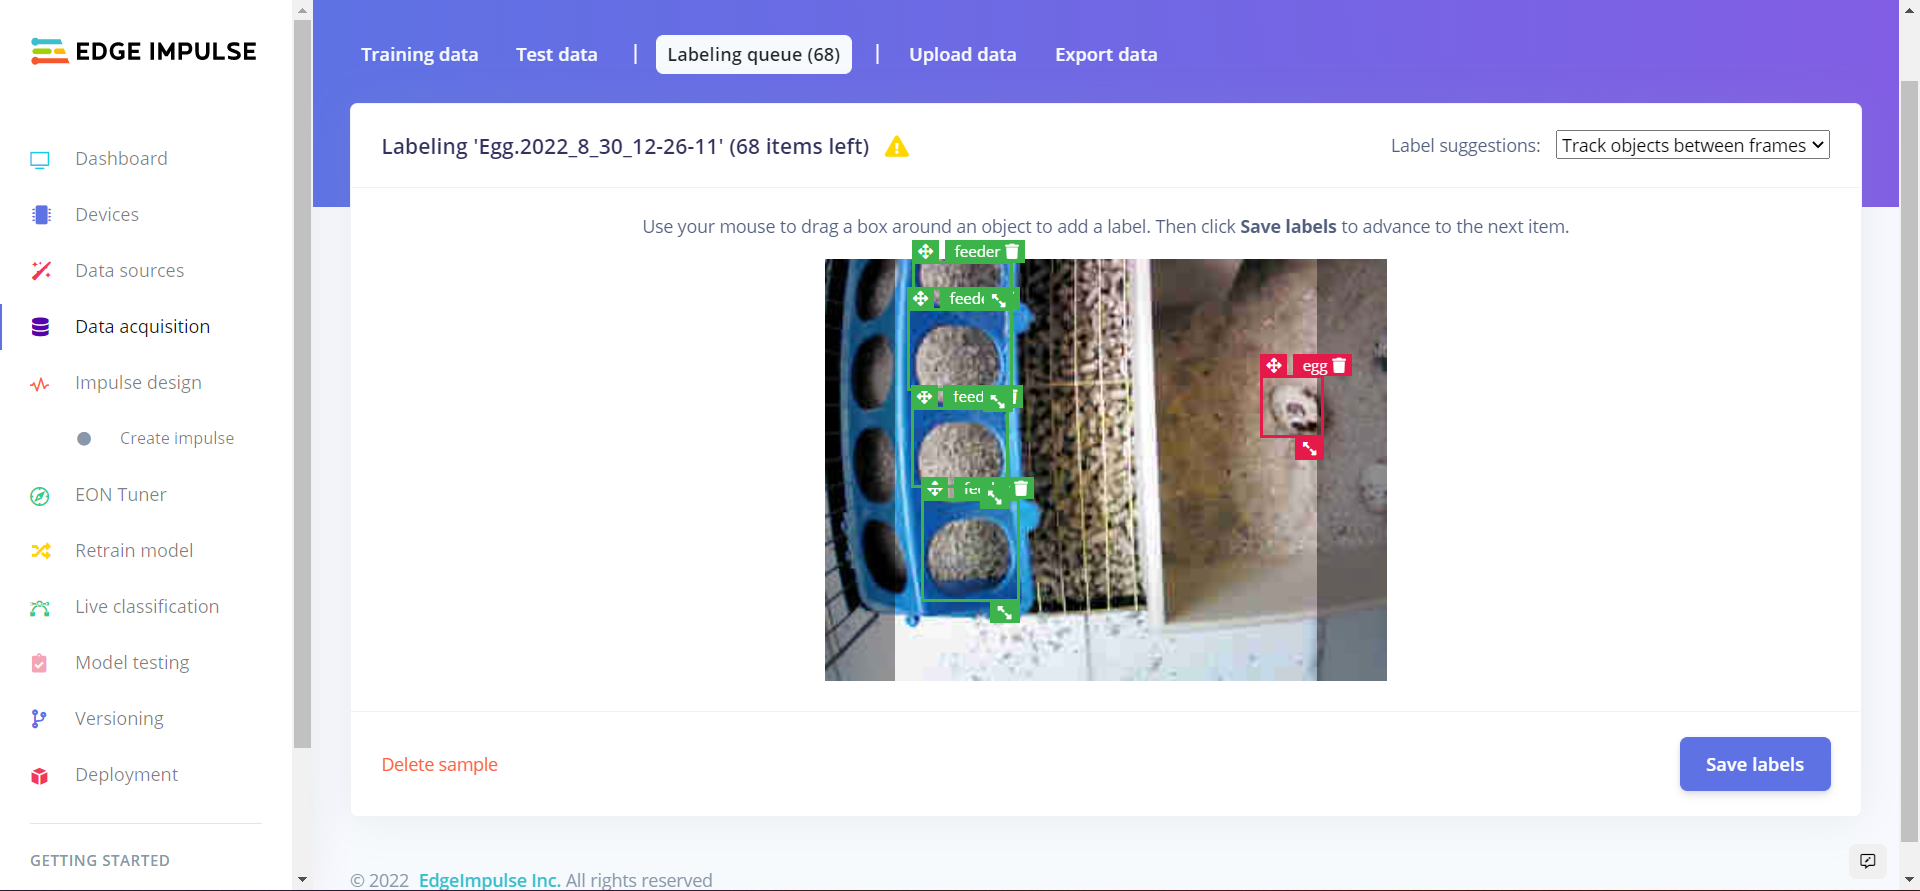 EDGE IMPULSE
Dashboard
Devices
Data sources
Data acquisition
Impulse design
Create impulse
EON Tuner
Retrain model
Live classification
Model testing
Versioning
Deployment
GETTING STARTED
Training data
Test data
Labeling queue (68)
Upload data
Export data
Labeling 'Egg.2022_8_30_12-26-11' (68 items left)
Label suggestions:
Track objects between frames
Use your mouse to drag a box around an object to add a label. Then click Save labels to advance to the next item.
feeder
feede
egg
feed
Delete sample
Save labels
© 2022 EdgeImpulse Inc. All rights reserved